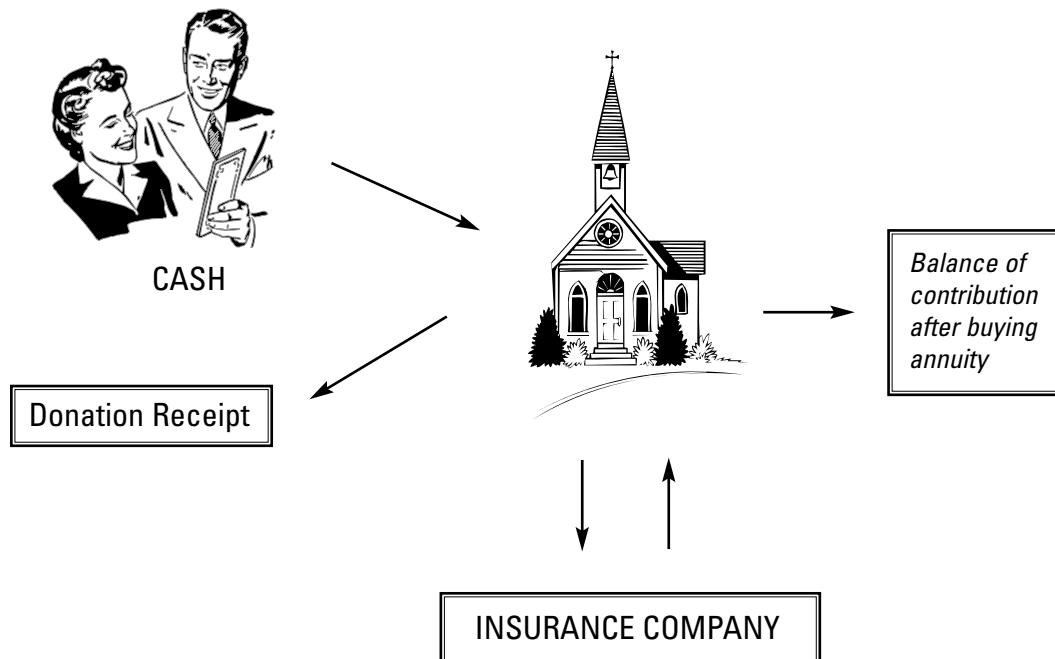 CASH
Donation Receipt
Balance of
contribution
after buying
annuity
INSURANCE COMPANY